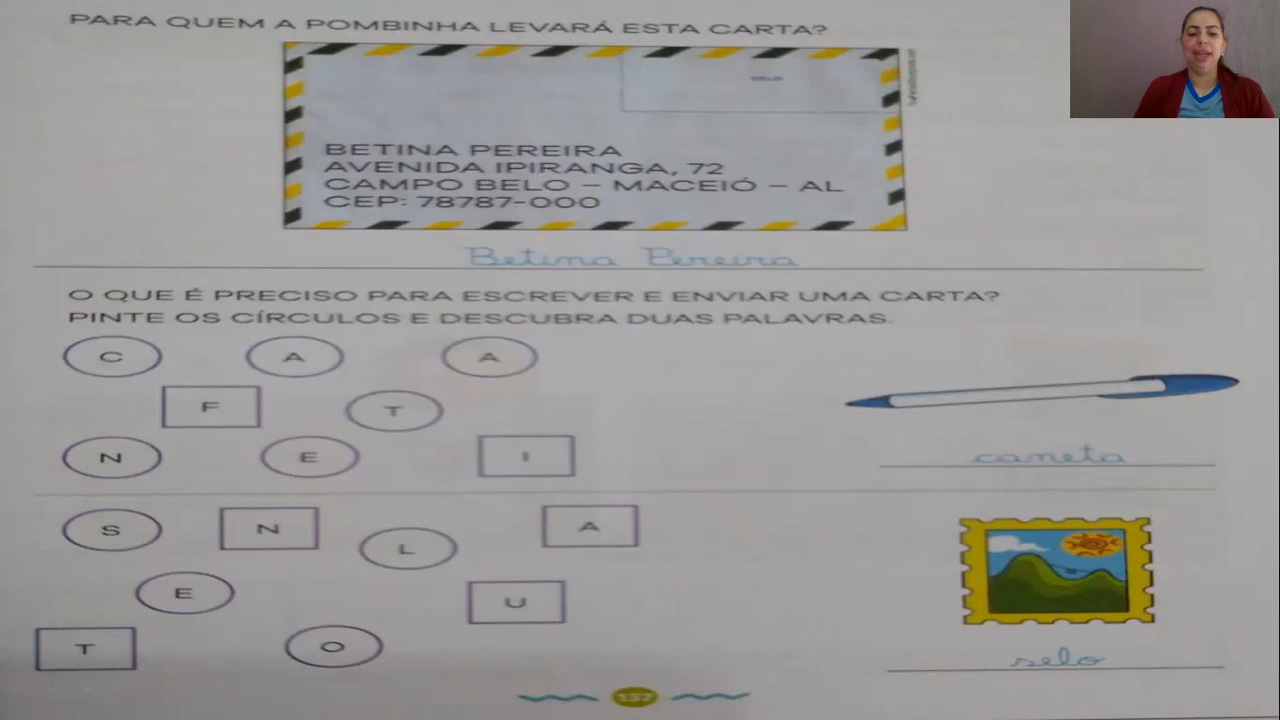 PARA QUEM A POMBINHA LEVARÁ ESTA CARTA?
SELO
BETINA PEREIRA
AVENIDA IPIRANGA, 72
CAMPO BELO – MACEIÓ – AL
CEP: 78787-000
Betina Pereira
O QUE É PRECISO PARA ESCREVER E ENVIAR UMA CARTA?
PINTE OS CÍRCULOS E DESCUBRA DUAS PALAVRAS.
C A A
F T
N E I
caneta
S N L A
E U
T O
selo
137